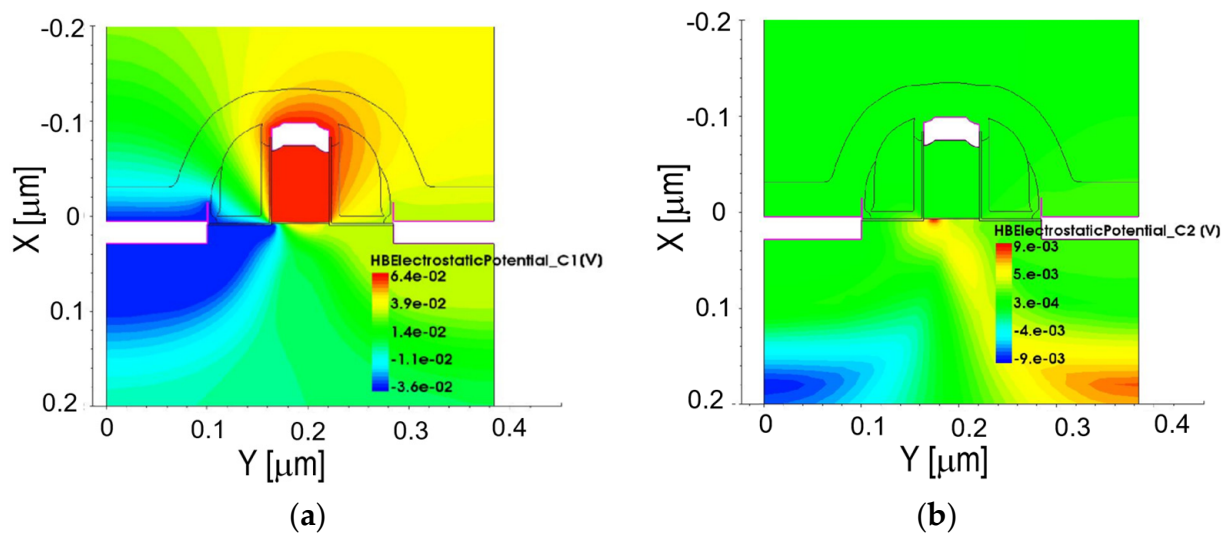 -0.2
-0.1
0
0.1
0.2
X [μm]
HBElectrostaticPotential_C1 [V]
6.4e-02
3.9e-02
1.4e-02
-1.1e-02
-3.6e-02
0 0.1 0.2 0.3 0.4
Y [μm]
(a)
-0.2
-0.1
0
0.1
0.2
X [μm]
HBElectrostaticPotential_C2 [V]
9.e-03
5.e-03
3.e-04
-4.e-03
-9.e-03
0 0.1 0.2 0.3 0.4
Y [μm]
(b)